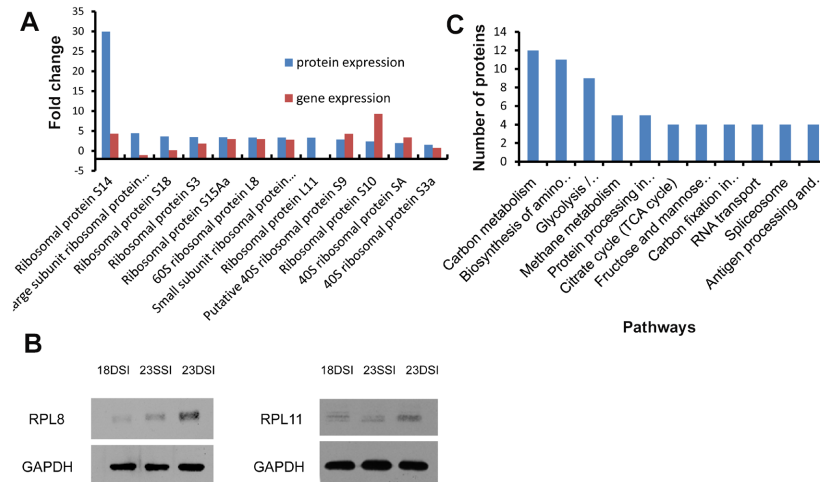 A
Fold change
35
30
25
20
15
10
5
0
-5
protein expression
gene expression
Ribosomal protein S14
Large subunit ribosomal protein...
Ribosomal protein S18
Ribosomal protein S3
Ribosomal protein S15Aa
60S ribosomal protein L8
Small subunit ribosomal protein...
Ribosomal protein L11
Putative 40S ribosomal protein S9
Ribosomal protein S10
40S ribosomal protein SA
40S ribosomal protein S3a
C
Number of proteins
14
12
10
8
6
4
2
0
Carbon metabolism
Biosynthesis of amino..
Glycolysis /..
Methane metabolism
Protein processing in..
Citrate cycle (TCA cycle)
Fructose and mannose..
Carbon fixation in..
RNA transport
Spliceosome
Antigen processing and..
Pathways
B
18DSI 23SSI 23DSI
RPL8
GAPDH
18DSI 23SSI 23DSI
RPL11
GAPDH